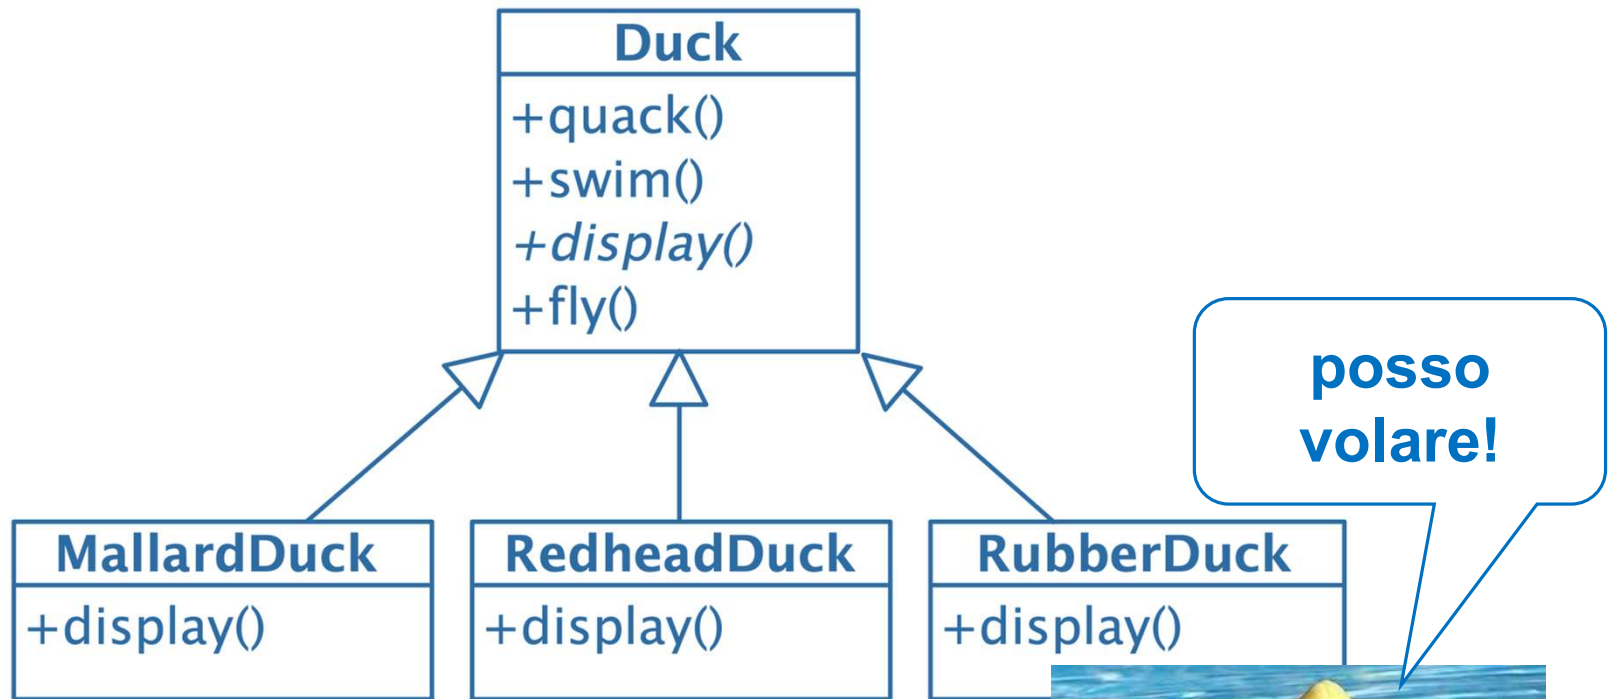 Duck
+quack()
+swim()
+display()
+fly()
posso
volare!
MallardDuck
+display()
RedheadDuck
+display()
RubberDuck
+display()